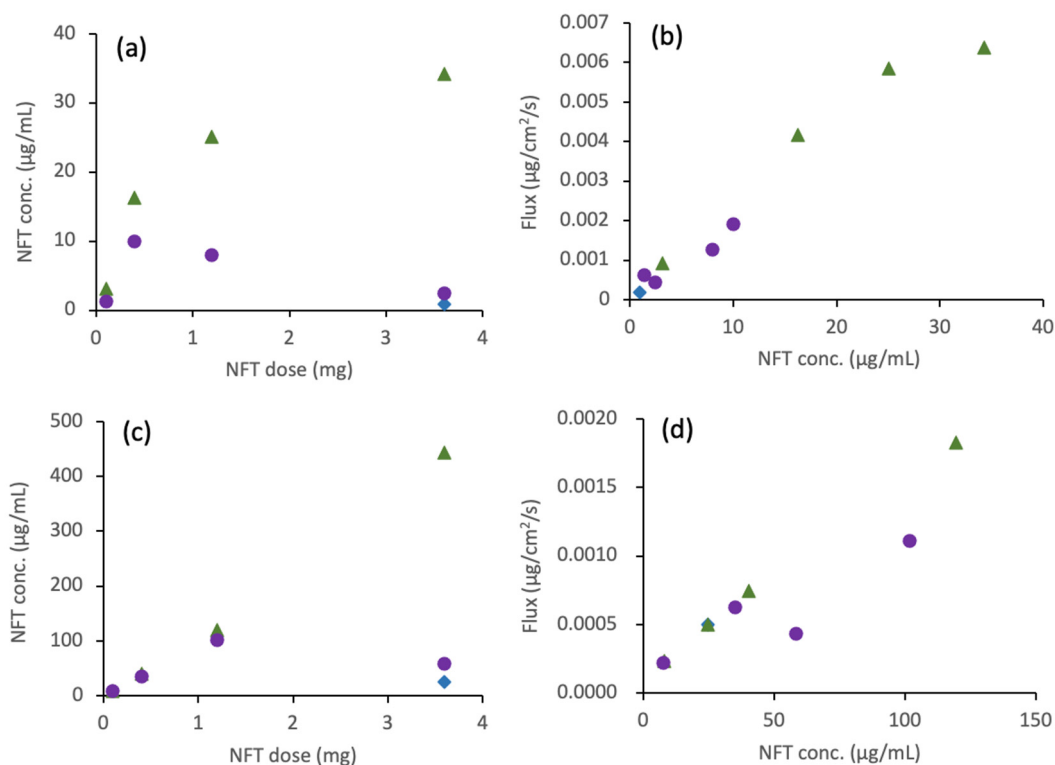 (a)
NFT conc. (µg/mL)
40
30
20
10
0
0 1 2 3 4
NFT dose (mg)
(b)
Flux (µg/cm²/s)
0.007
0.006
0.005
0.004
0.003
0.002
0.001
0
0 10 20 30 40
NFT conc. (µg/mL)
(c)
NFT conc. (µg/mL)
500
400
300
200
100
0
0 1 2 3 4
NFT dose (mg)
(d)
Flux (µg/cm²/s)
0.0020
0.0015
0.0010
0.0005
0.0000
0 50 100 150
NFT conc. (µg/mL)